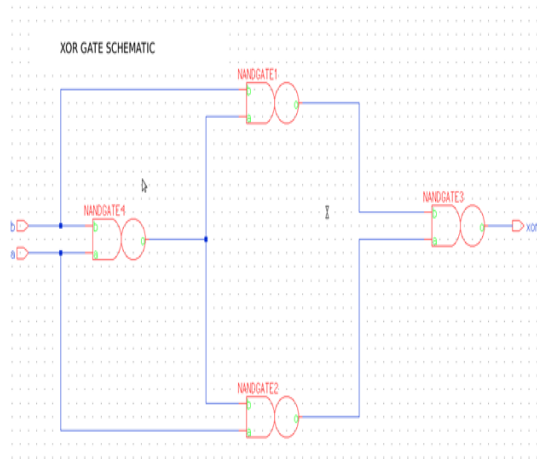 XOR GATE SCHEMATIC
NANDGATE1
b
a
o
NANDGATE4
b
b
a
a
o
NANDGATE3
b
a
o
xor
NANDGATE2
b
a
o